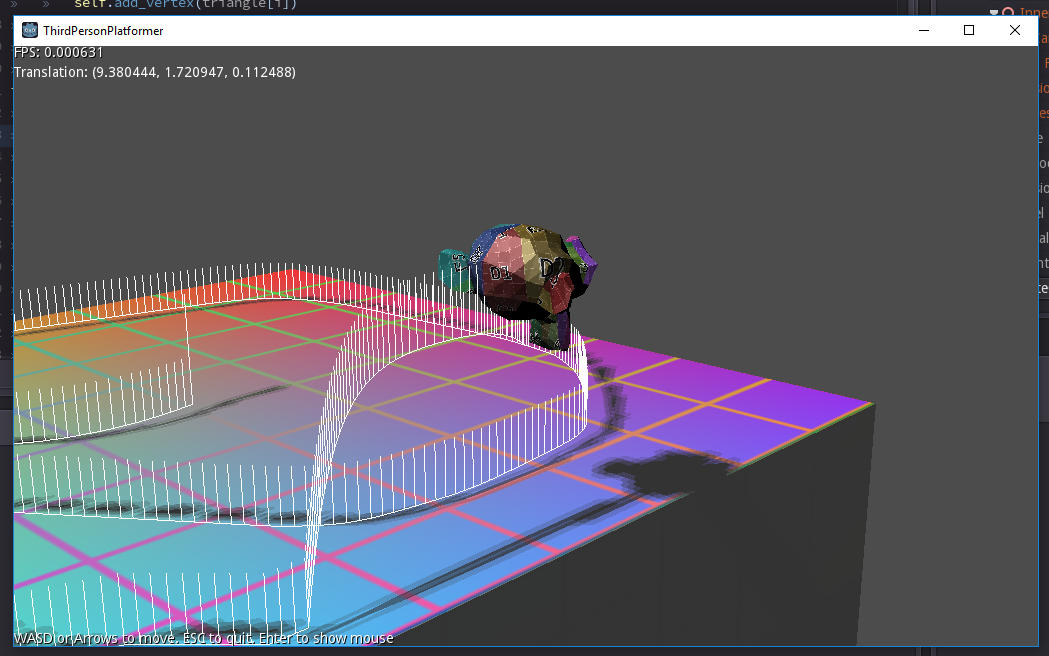 self.add_vertex(triangle[i])
Inne
ThirdPersonPlatformer
FPS: 0.000631
Translation: (9.380444, 1.720947, 0.112488)
D1
WASD or Arrows to move. ESC to quit. Enter to show mouse